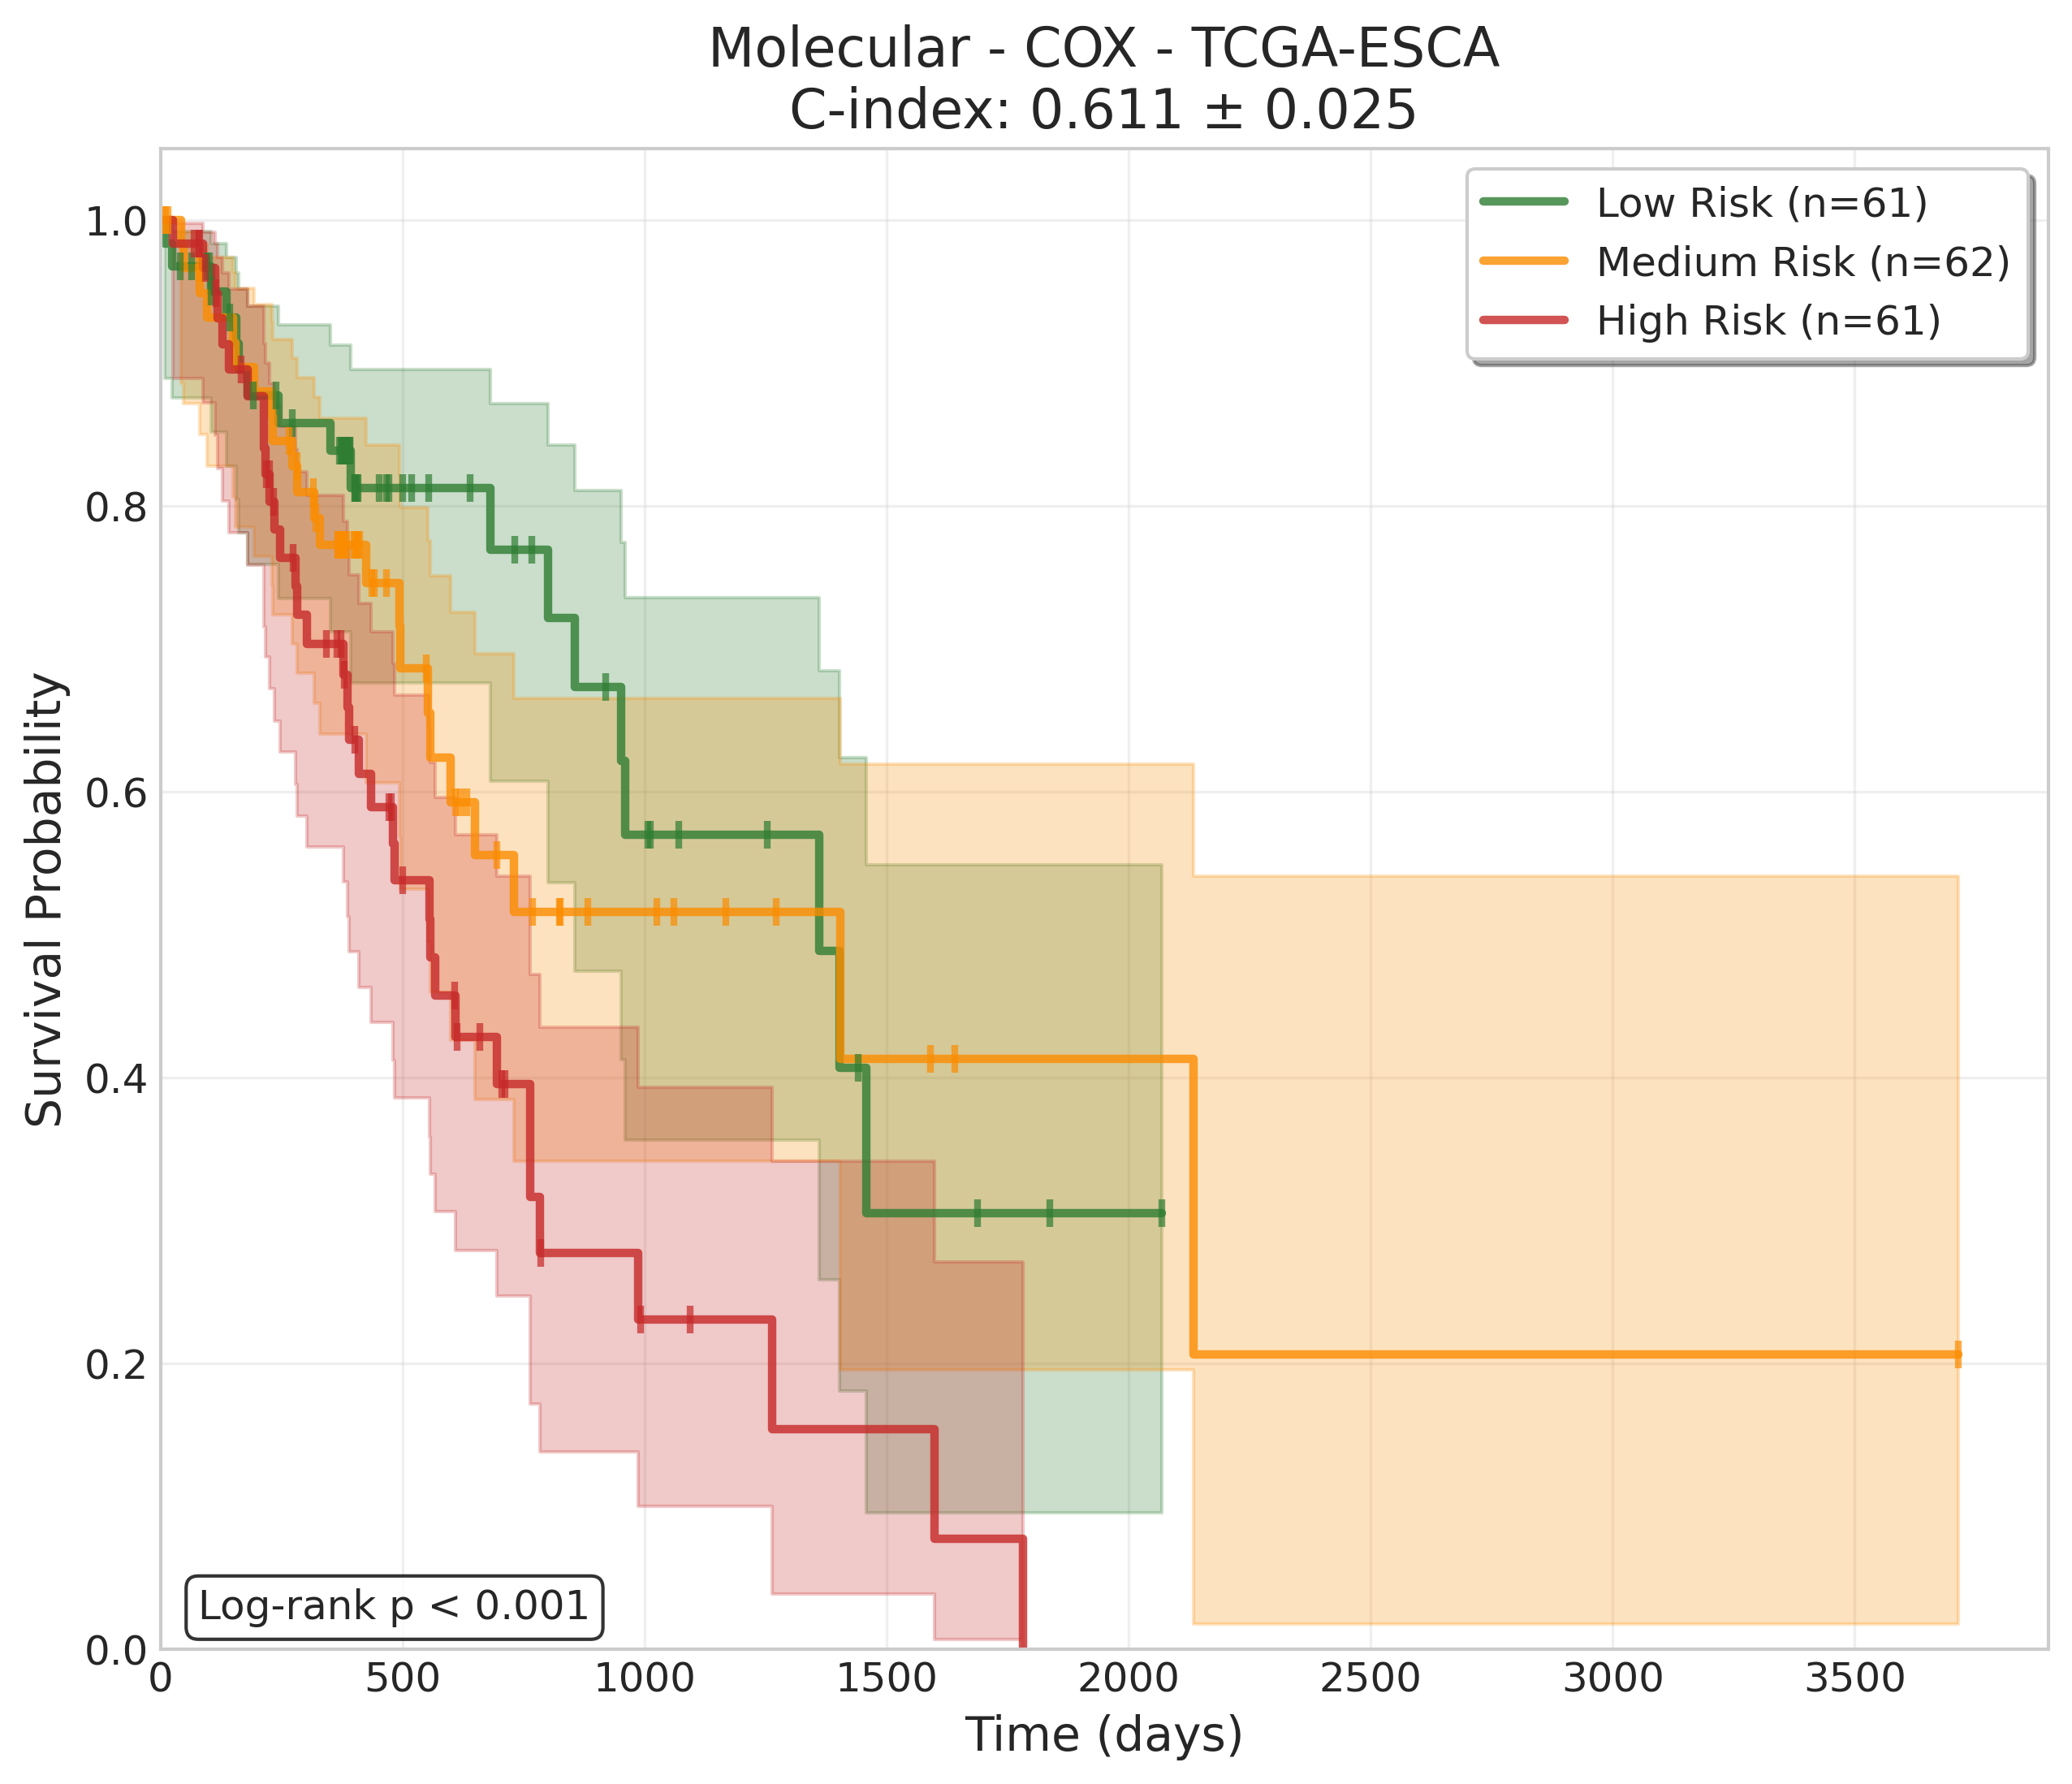 Molecular - COX - TCGA-ESCA
C-index: 0.611 ± 0.025
Low Risk (n=61)
Medium Risk (n=62)
High Risk (n=61)
Survival Probability
1.0
0.8
0.6
0.4
0.2
0.0
Log-rank p < 0.001
0 500 1000 1500 2000 2500 3000 3500
Time (days)